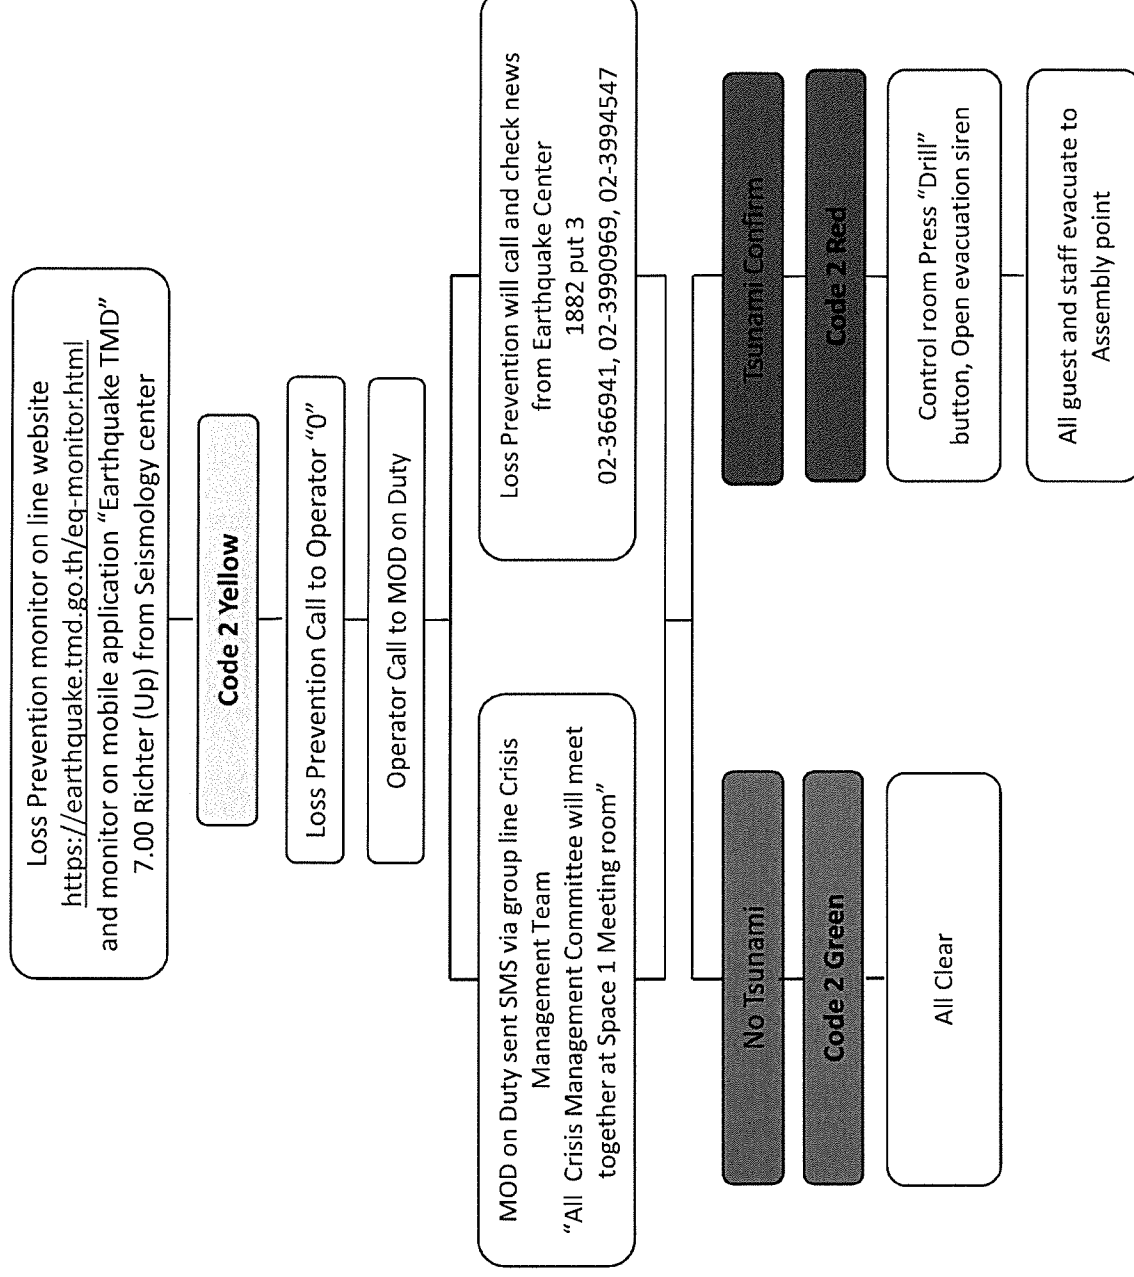 Loss Prevention monitor on line website
https://earthquake.tmd.go.th/eq-monitor.html
and monitor on mobile application “Earthquake TMD”
7.00 Richter (Up) from Seismology center
Code 2 Yellow
Loss Prevention Call to Operator “0”
Operator Call to MOD on Duty
MOD on Duty sent SMS via group line Crisis
Management Team
“All Crisis Management Committee will meet
together at Space 1 Meeting room”
Loss Prevention will call and check news
from Earthquake Center
1882 put 3
02-366941, 02-3990969, 02-3994547
No Tsunami
Code 2 Green
All Clear
Tsunami Confirm
Code 2 Red
Control room Press “Drill”
button, Open evacuation siren
All guest and staff evacuate to
Assembly point